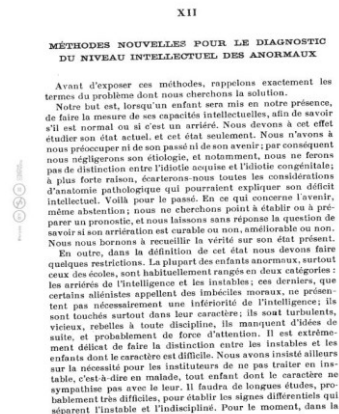 XII
MÉTHODES NOUVELLES POUR LE DIAGNOSTIC
DU NIVEAU INTELLECTUEL DES ANORMAUX
Avant d'exposer ces méthodes, rappelons exactement les
termes du problème dont nous cherchons la solution.
Notre but est, lorsqu'un enfant sera mis en notre présence,
de faire la mesure de ses capacités intellectuelles, afin de savoir
s'il est normal ou si c'est un arriéré. Nous devons à cet effet
étudier son état actuel, et cet état seulement. Nous n'avons à
nous préoccuper ni de son passé ni de son avenir; par conséquent
nous négligerons son étiologie, et notamment, nous ne ferons
pas de distinction entre l'idiotie acquise et l'idiotie congénitale;
à plus forte raison, écarterons-nous toutes les considérations
d'anatomie pathologique qui pourraient expliquer son déficit
intellectuel. Voilà pour le passé. En ce qui concerne l'avenir,
même abstention; nous ne cherchons point à établir ou à pré-
parer un pronostic, et nous laissons sans réponse la question de
savoir si son arriération est curable ou non, améliorable ou non.
Nous nous bornons à recueillir la vérité sur son état présent.
En outre, dans la définition de cet état nous devons faire
quelques restrictions. La plupart des enfants anormaux, surtout
ceux des écoles, sont habituellement rangés en deux catégories :
les arriérés de l'intelligence et les instables; ces derniers, que
certains aliénistes appellent des imbéciles moraux, ne présen-
tent pas nécessairement une infériorité de l'intelligence; ils
sont touchés surtout dans leur caractère; ils sont turbulents,
vicieux, rebelles à toute discipline, ils manquent d'idées de
suite, et probablement de force d'attention. Il est extrême-
ment délicat de faire la distinction entre les instables et les
enfants dont le caractère est difficile. Nous avons insisté ailleurs
sur la nécessité pour les instituteurs de ne pas traiter en ins-
table, c'est-à-dire en malade, tout enfant dont le caractère ne
sympathise pas avec le leur. Il faudra de longues études, pro-
bablement très difficiles, pour établir les signes différentiels qui
séparent l'instable et l'indiscipliné. Pour le moment, dans la